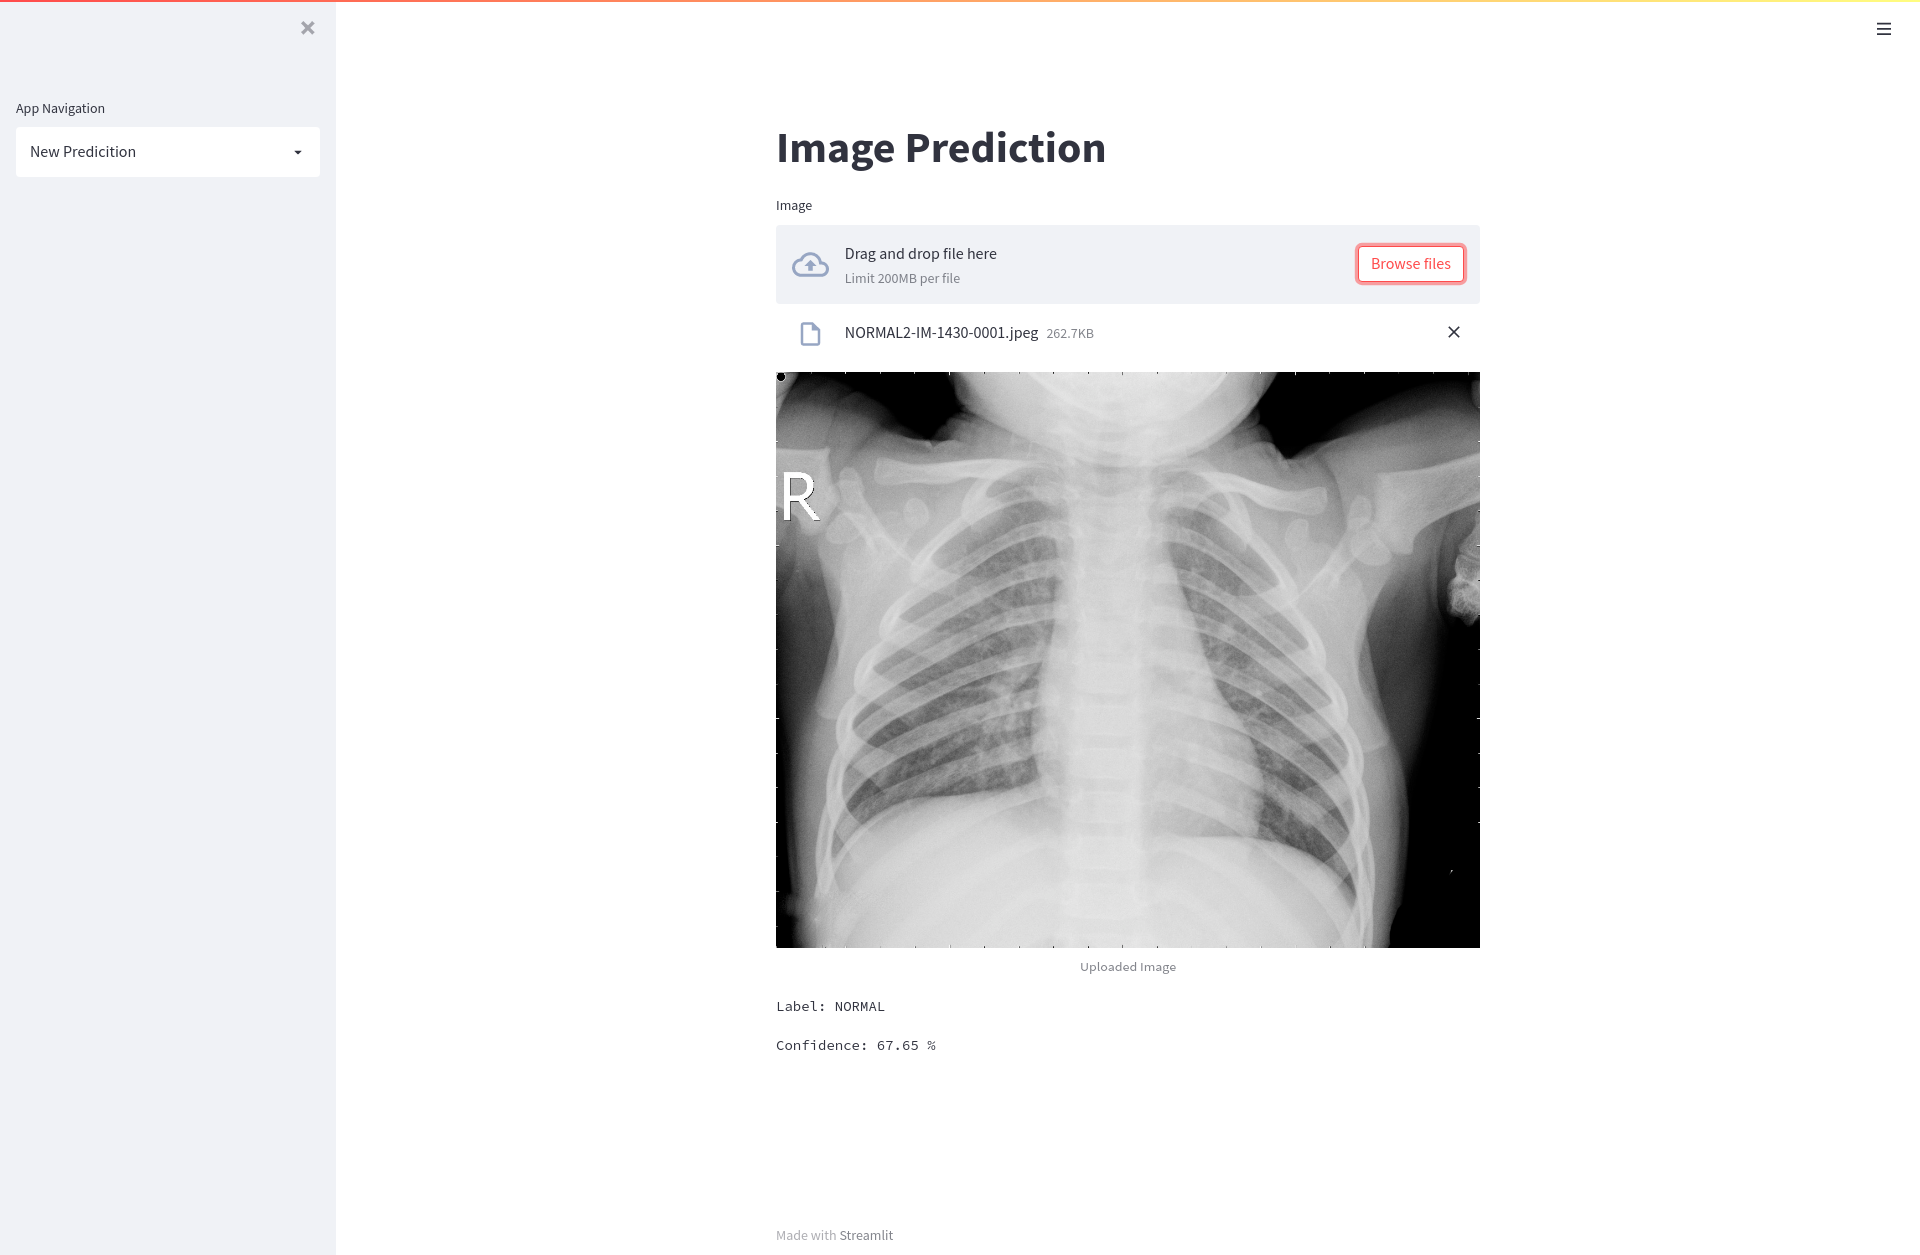 App Navigation
New Predicition
Image Prediction
Image
Drag and drop file here
Limit 200MB per file
Browse files
NORMAL2-IM-1430-0001.jpeg 262.7KB
R
Uploaded Image
Label: NORMAL
Confidence: 67.65 %
Made with Streamlit